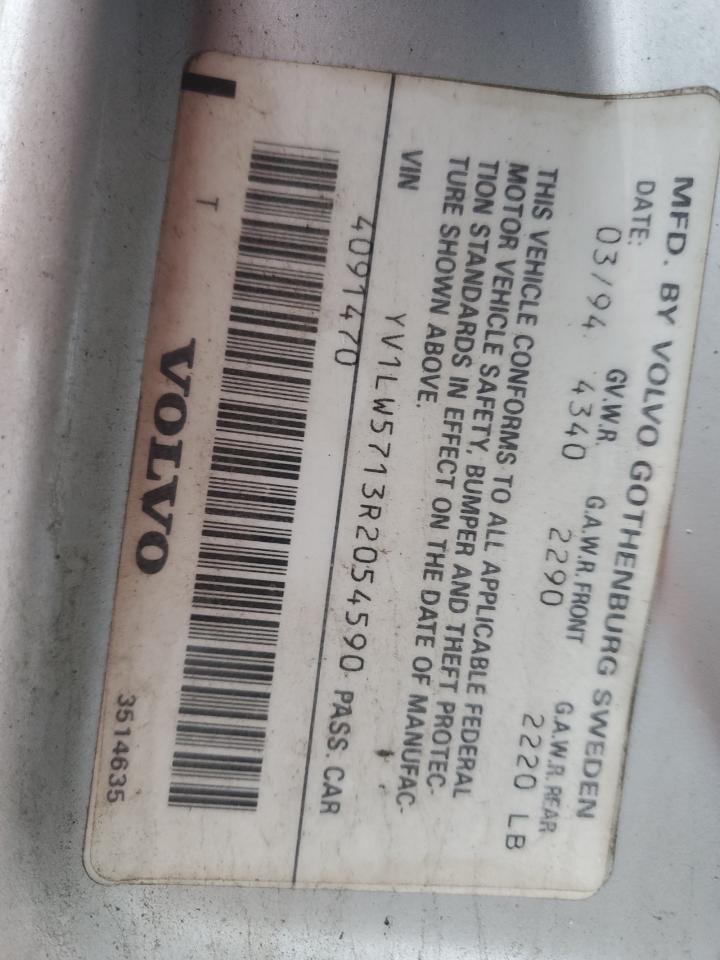 MFD. BY VOLVO GOTHENBURG SWEDEN
DATE: G.V.W.R G.A.W.R. FRONT G.A.W.R. REAR
03/94 4340 2290 2220 LB
THIS VEHICLE CONFORMS TO ALL APPLICABLE FEDERAL
MOTOR VEHICLE SAFETY, BUMPER AND THEFT PROTEC-
TION STANDARDS IN EFFECT ON THE DATE OF MANUFAC-
TURE SHOWN ABOVE.
VIN YV1LW5713R2054590 PASS. CAR
4091470
T VOLVO 3514635